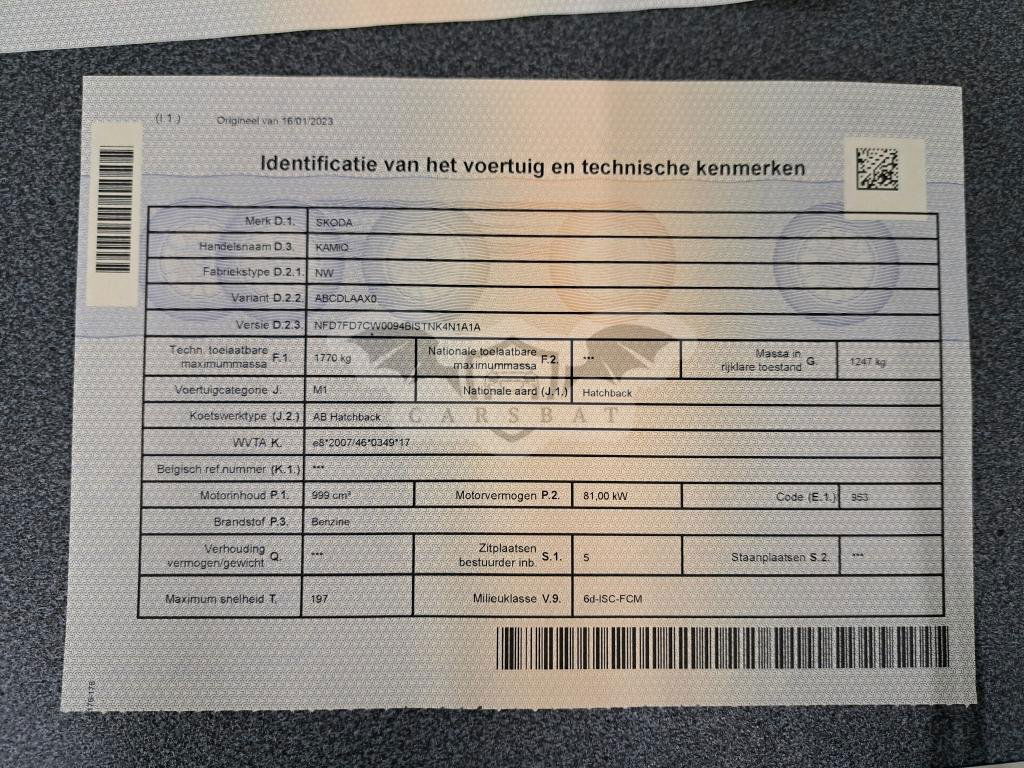 (I 1 ) Origineel van 16/01/2023
Identificatie van het voertuig en technische kenmerken
Merk D.1. SKODA
Handelsnaam D.3. KAMIQ
Fabriekstype D.2.1. NW
Variant D.2.2. ABCDLAAX0
Versie D.2.3. NFD7FD7CW0094BISTNK4N1A1A
Techn. toelaatbare maximummassa F.1. 1770 kg Nationale toelaatbare maximummassa F.2. *** Massa in rijklare toestand G. 1247 kg
Voertuigcategorie J. M1 Nationale aard (J.1.) Hatchback
Koetswerktype (J.2.) AB Hatchback
CARSBAT
WVTA K. e8*2007/46*0349*17
Belgisch ref.nummer (K.1.) ***
Motorinhoud P.1. 999 cm³ Motorvermogen P.2. 81,00 kW Code (E.1.) 953
Brandstof P.3. Benzine
Verhouding vermogen/gewicht Q. *** Zitplaatsen bestuurder inb. S.1. 5 Staanplaatsen S.2. ***
Maximum snelheid T. 197 Milieuklasse V.9. 6d-ISC-FCM